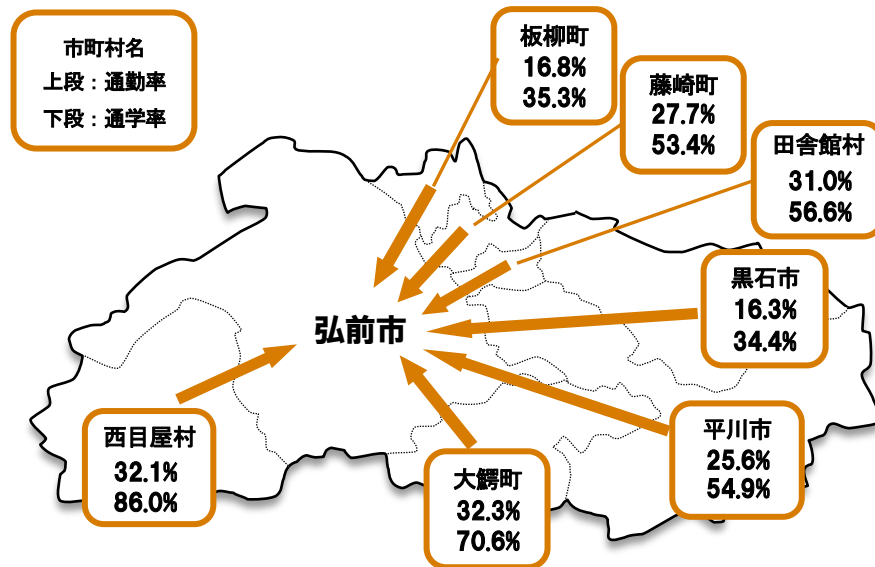 市町村名
上段：通勤率
下段：通学率
板柳町
16.8%
35.3%
藤崎町
27.7%
53.4%
田舎館村
31.0%
56.6%
黒石市
16.3%
34.4%
弘前市
平川市
25.6%
54.9%
西目屋村
32.1%
86.0%
大鰐町
32.3%
70.6%